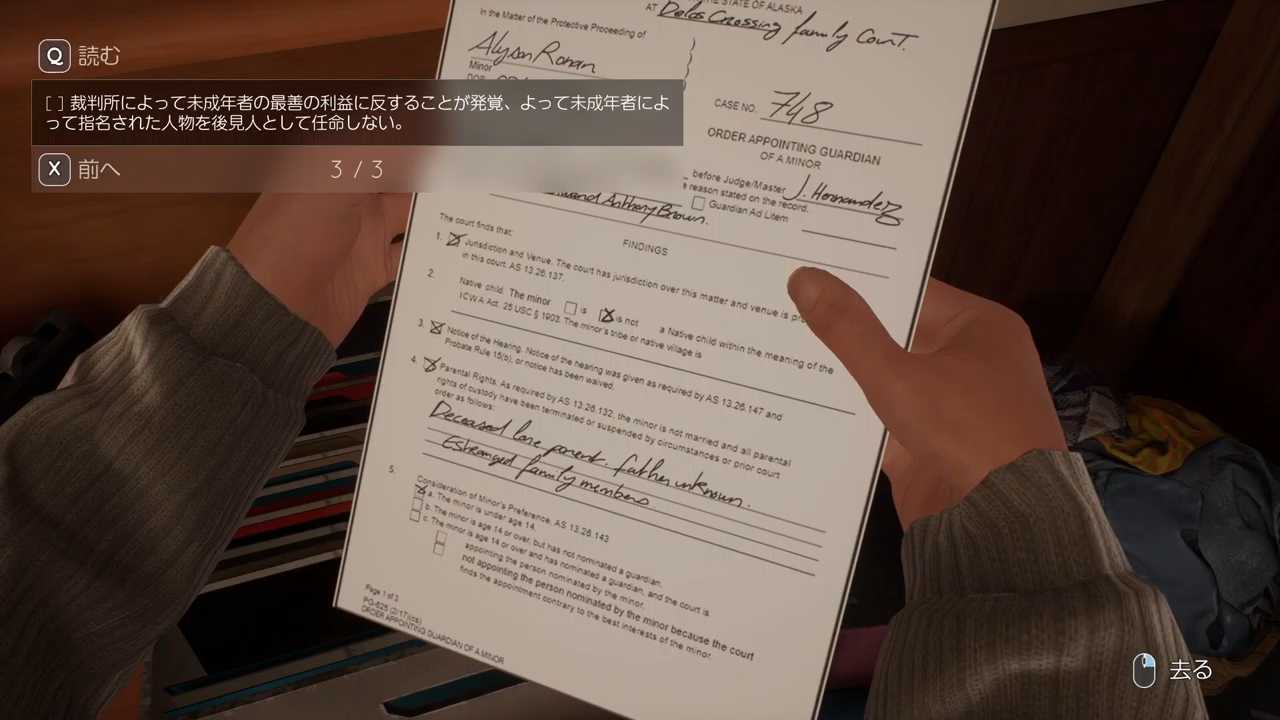 THE STATE OF ALASKA
AT Delos Crossing family Court.
In the Matter of the Protective Proceeding of
Alyson Ronan
Minor
CASE NO. 748
ORDER APPOINTING GUARDIAN
OF A MINOR
before Judge/Master J. Hernandez
reason stated on the record.
Guardian Ad Litem
Anthony Brown.
Q 読む
[ ] 裁判所によって未成年者の最善の利益に反することが発覚、よって未成年者によ
って指名された人物を後見人として任命しない。
X 前へ 3 / 3
The court finds that:
FINDINGS
1. Jurisdiction and Venue. The court has jurisdiction over this matter and venue is
in this court. AS 13.26.137.
2. Native child. The minor is is not a Native child within the meaning of the
ICWA Act. 25 USC § 1903. The minor's tribe or native village is
3. Notice of the Hearing. Notice of the hearing was given as required by AS 13.26.147 and
Probate Rule 15(b), or notice has been waived.
4. Parental Rights. As required by AS 13.26.132, the minor is not married and all parental
rights of custody have been terminated or suspended by circumstances or prior court
order as follows:
Deceased lone parent. father unknown.
Estranged family members.
5. Consideration of Minor's Preference. AS 13.26.143
a. The minor is under age 14.
b. The minor is age 14 or over, but has not nominated a guardian.
c. The minor is age 14 or over and has nominated a guardian, and the court is
appointing the person nominated by the minor.
not appointing the person nominated by the minor because the court
finds the appointment contrary to the best interests of the minor.
Page 1 of 3
PG-625 (2/17)(cs)
ORDER APPOINTING GUARDIAN OF A MINOR
去る